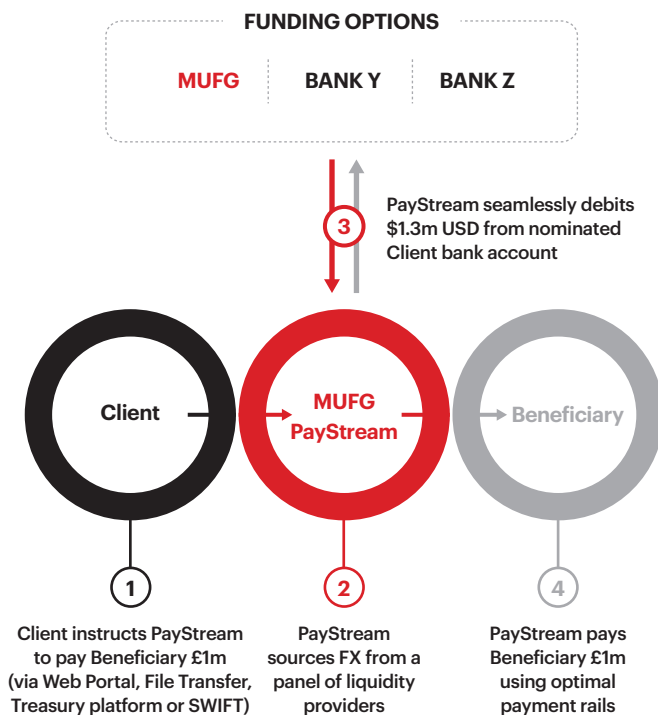 FUNDING OPTIONS
MUFG
BANK Y
BANK Z
3
PayStream seamlessly debits
$1.3m USD from nominated
Client bank account
Client
MUFG
PayStream
Beneficiary
1
Client instructs PayStream
to pay Beneficiary £1m
(via Web Portal, File Transfer,
Treasury platform or SWIFT)
2
PayStream
sources FX from a
panel of liquidity
providers
4
PayStream pays
Beneficiary £1m
using optimal
payment rails